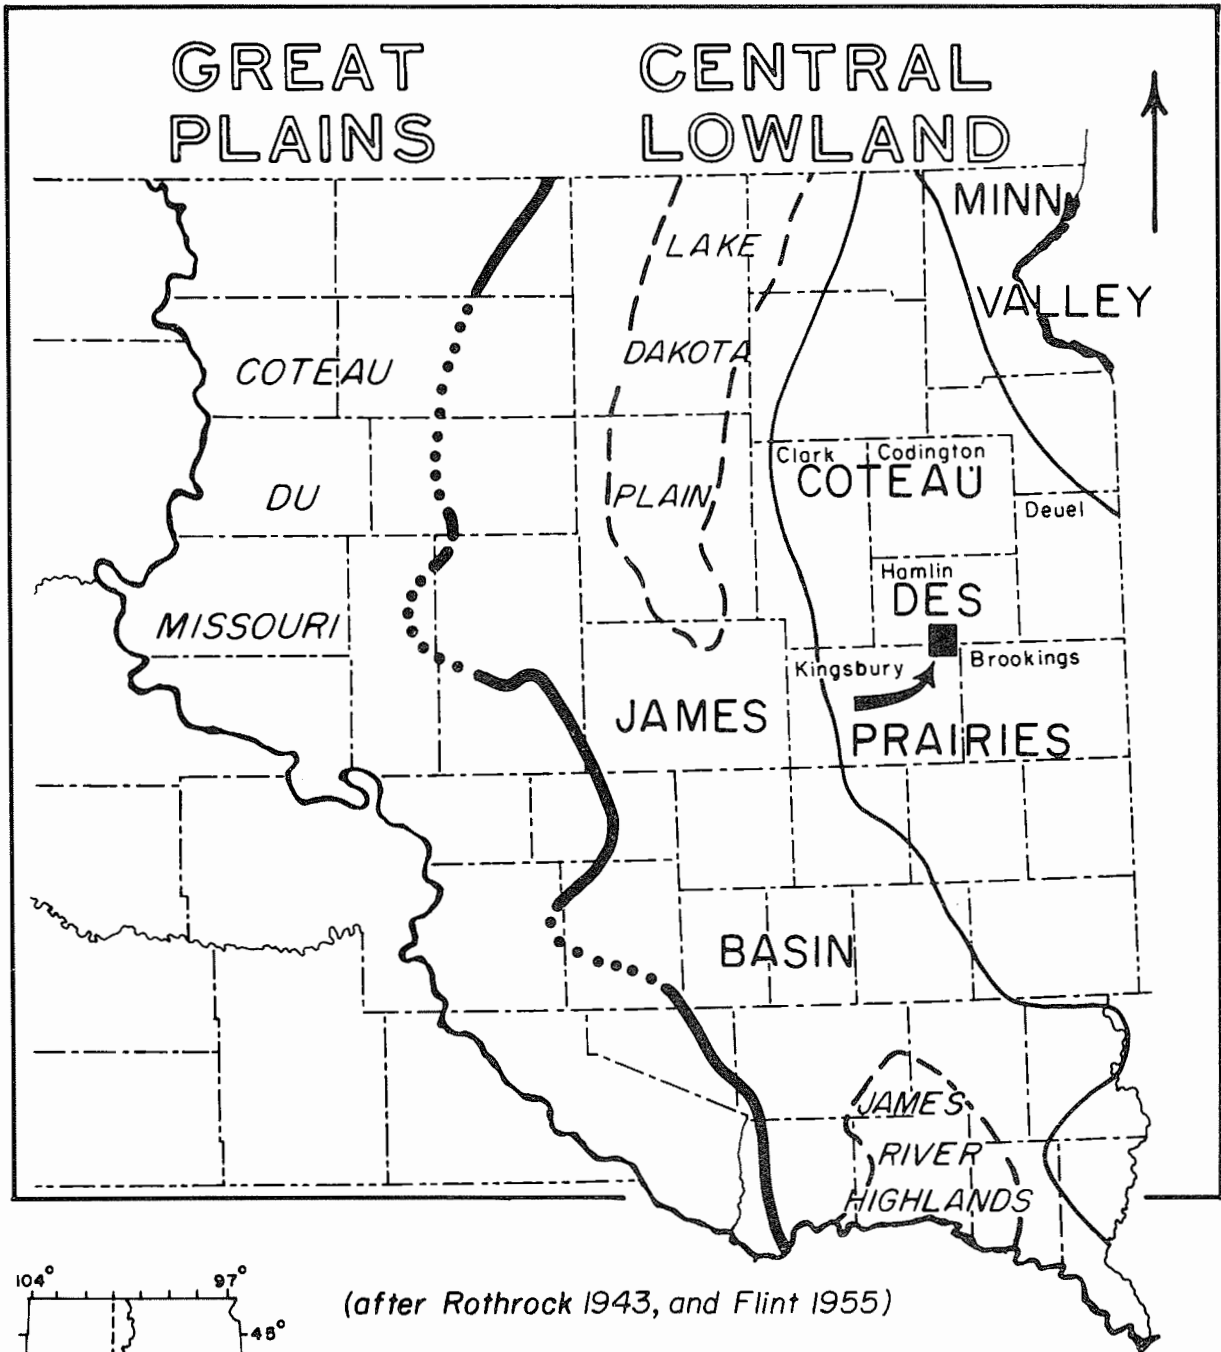 GREAT
PLAINS
CENTRAL
LOWLAND
MINN.
VALLEY
LAKE
DAKOTA
PLAIN
COTEAU
DU
MISSOURI
Clark
Codington
COTEAU
Deuel
Hamlin
DES
Kingsbury
Brookings
PRAIRIES
JAMES
BASIN
JAMES
RIVER
HIGHLANDS
104°
97°
45°
(after Rothrock 1943, and Flint 1955)